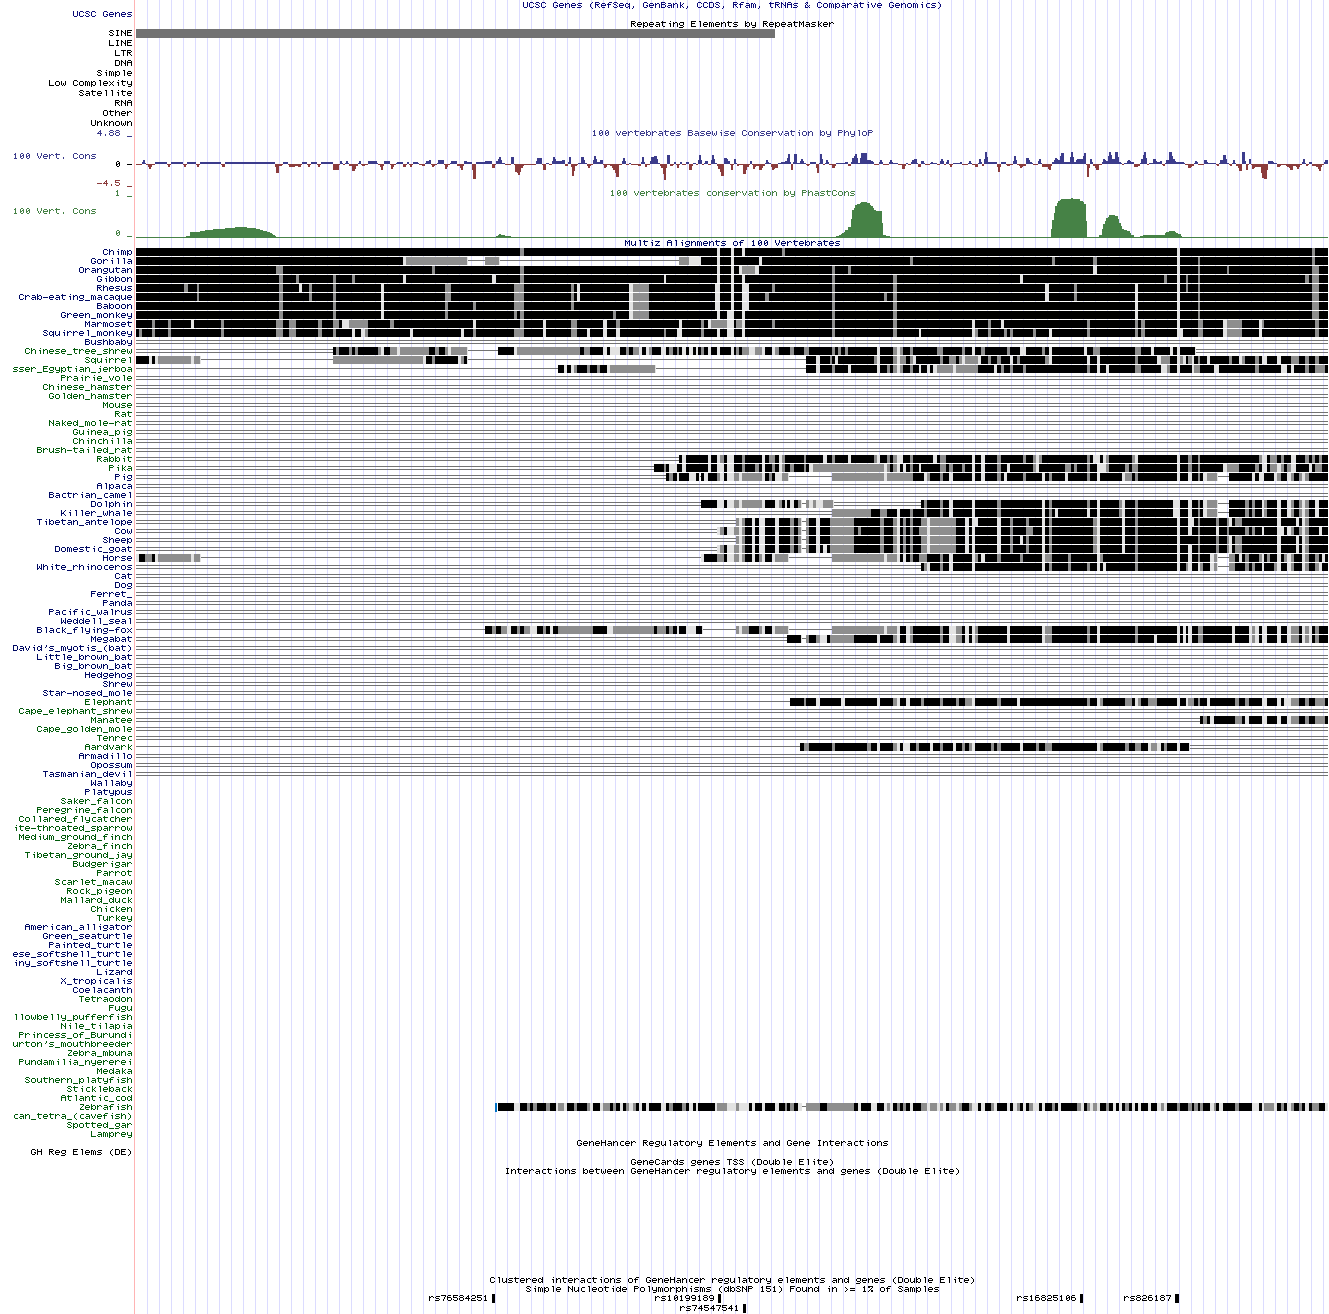 UCSC Genes (RefSeq, GenBank, CCDS, Rfam, tRNAs & Comparative Genomics)
UCSC Genes
Repeating Elements by RepeatMasker
SINE
LINE
LTR
DNA
Simple
Low Complexity
Satellite
RNA
Other
Unknown
4.88 _
100 vertebrates Basewise Conservation by PhyloP
100 Vert. Cons
0 _
-4.5 _
1 _
100 vertebrates conservation by PhastCons
100 Vert. Cons
0 _
Multiz Alignments of 100 Vertebrates
Chimp
Gorilla
Orangutan
Gibbon
Rhesus
Crab-eating_macaque
Baboon
Green_monkey
Marmoset
Squirrel_monkey
Bushbaby
Chinese_tree_shrew
Squirrel
sser_Egyptian_jerboa
Prairie_vole
Chinese_hamster
Golden_hamster
Mouse
Rat
Naked_mole-rat
Guinea_pig
Chinchilla
Brush-tailed_rat
Rabbit
Pika
Pig
Alpaca
Bactrian_camel
Dolphin
Killer_whale
Tibetan_antelope
Cow
Sheep
Domestic_goat
Horse
White_rhinoceros
Cat
Dog
Ferret_
Panda
Pacific_walrus
Weddell_seal
Black_flying-fox
Megabat
David's_myotis_(bat)
Little_brown_bat
Big_brown_bat
Hedgehog
Shrew
Star-nosed_mole
Elephant
Cape_elephant_shrew
Manatee
Cape_golden_mole
Tenrec
Aardvark
Armadillo
Opossum
Tasmanian_devil
Wallaby
Platypus
Saker_falcon
Peregrine_falcon
Collared_flycatcher
ite-throated_sparrow
Medium_ground_finch
Zebra_finch
Tibetan_ground_jay
Budgerigar
Parrot
Scarlet_macaw
Rock_pigeon
Mallard_duck
Chicken
Turkey
American_alligator
Green_seaturtle
Painted_turtle
ese_softshell_turtle
iny_softshell_turtle
Lizard
X_tropicalis
Coelacanth
Tetraodon
Fugu
llowbelly_pufferfish
Nile_tilapia
Princess_of_Burundi
urton's_mouthbreeder
Zebra_mbuna
Pundamilia_nyererei
Medaka
Southern_platyfish
Stickleback
Atlantic_cod
Zebrafish
can_tetra_(cavefish)
Spotted_gar
Lamprey
GeneHancer Regulatory Elements and Gene Interactions
GH Reg Elems (DE)
GeneCards genes TSS (Double Elite)
Interactions between GeneHancer regulatory elements and genes (Double Elite)
Clustered interactions of GeneHancer regulatory elements and genes (Double Elite)
Simple Nucleotide Polymorphisms (dbSNP 151) Found in >= 1% of Samples
rs76584251 rs10199189 rs16825106 rs826187
rs74547541